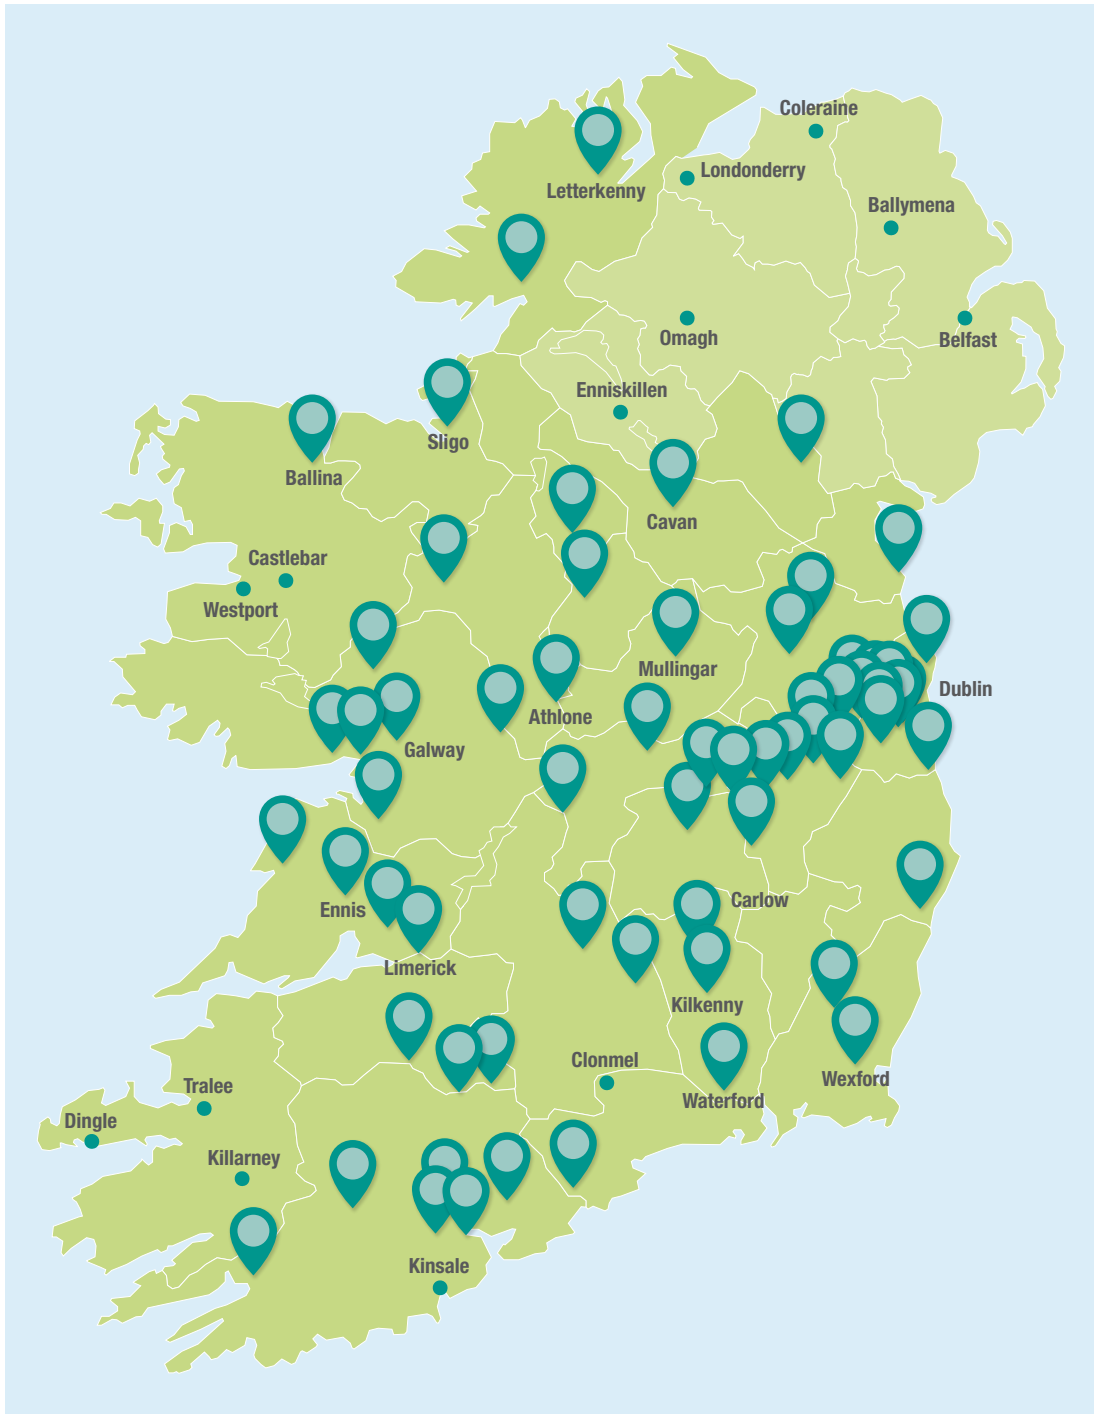 Coleraine
Londonderry
Letterkenny
Ballymena
Omagh
Belfast
Enniskillen
Sligo
Ballina
Cavan
Castlebar
Westport
Mullingar
Dublin
Athlone
Galway
Carlow
Ennis
Limerick
Kilkenny
Clonmel
Wexford
Tralee
Waterford
Dingle
Killarney
Kinsale